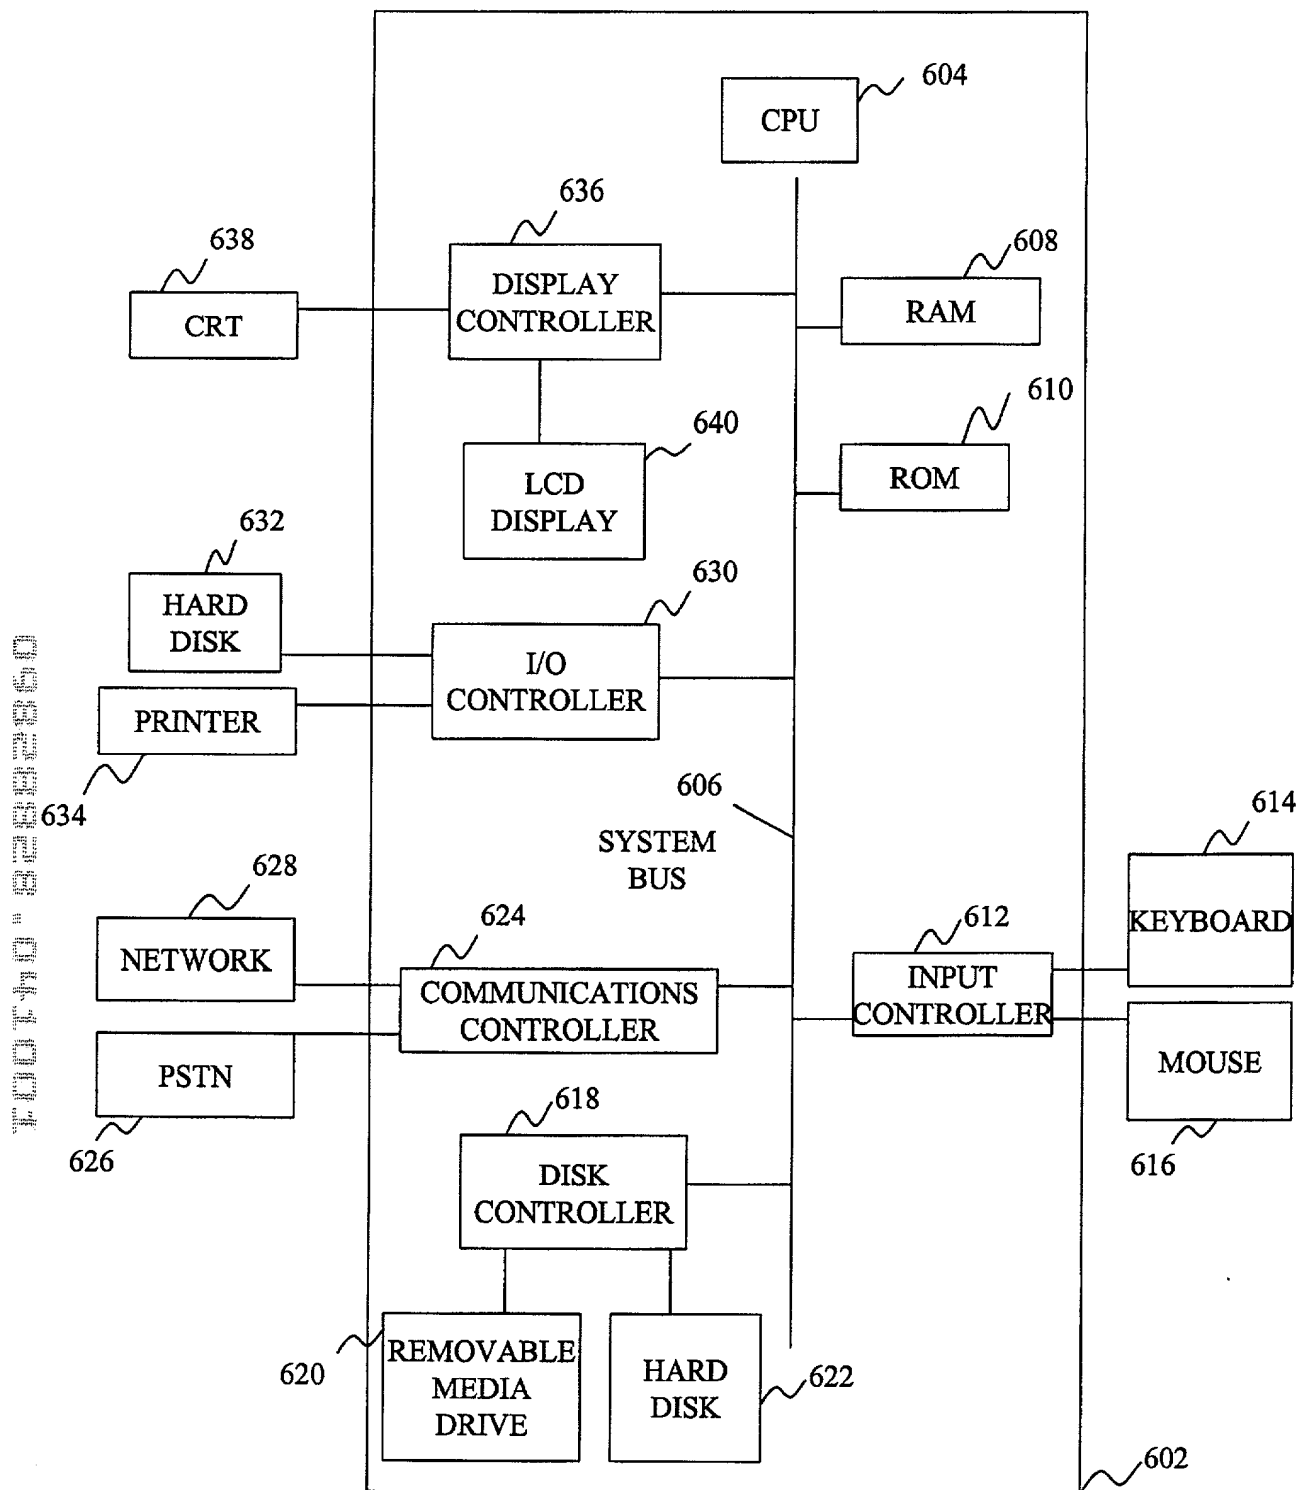 604
CPU
636
638
608
DISPLAY
CONTROLLER
CRT
RAM
610
640
LCD
DISPLAY
ROM
632
630
HARD
DISK
I/O
CONTROLLER
PRINTER
634
606
SYSTEM
BUS
614
KEYBOARD
628
624
612
NETWORK
COMMUNICATIONS
CONTROLLER
INPUT
CONTROLLER
PSTN
MOUSE
626
618
616
DISK
CONTROLLER
620
REMOVABLE
MEDIA
DRIVE
HARD
DISK
622
602